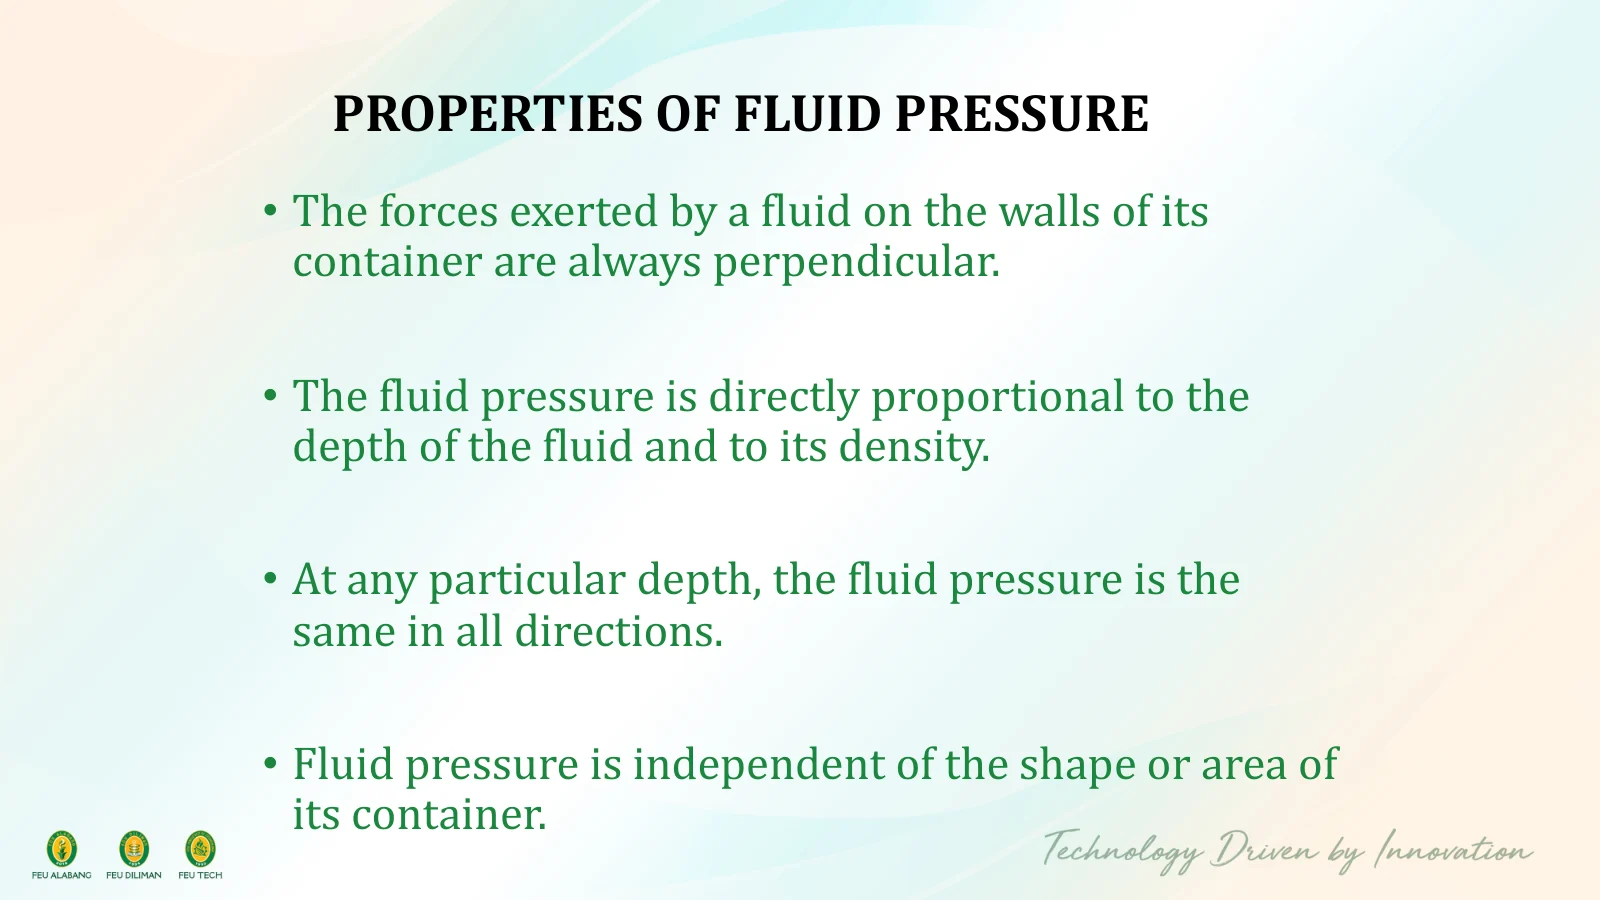 PROPERTIES OF FLUID PRESSURE
• The forces exerted by a fluid on the walls of its
container are always perpendicular.
• The fluid pressure is directly proportional to the
depth of the fluid and to its density.
• At any particular depth, the fluid pressure is the
same in all directions.
• Fluid pressure is independent of the shape or area of
its container.
FEU ALABANG FEU DILIMAN FEU TECH
Technology Driven by Innovation